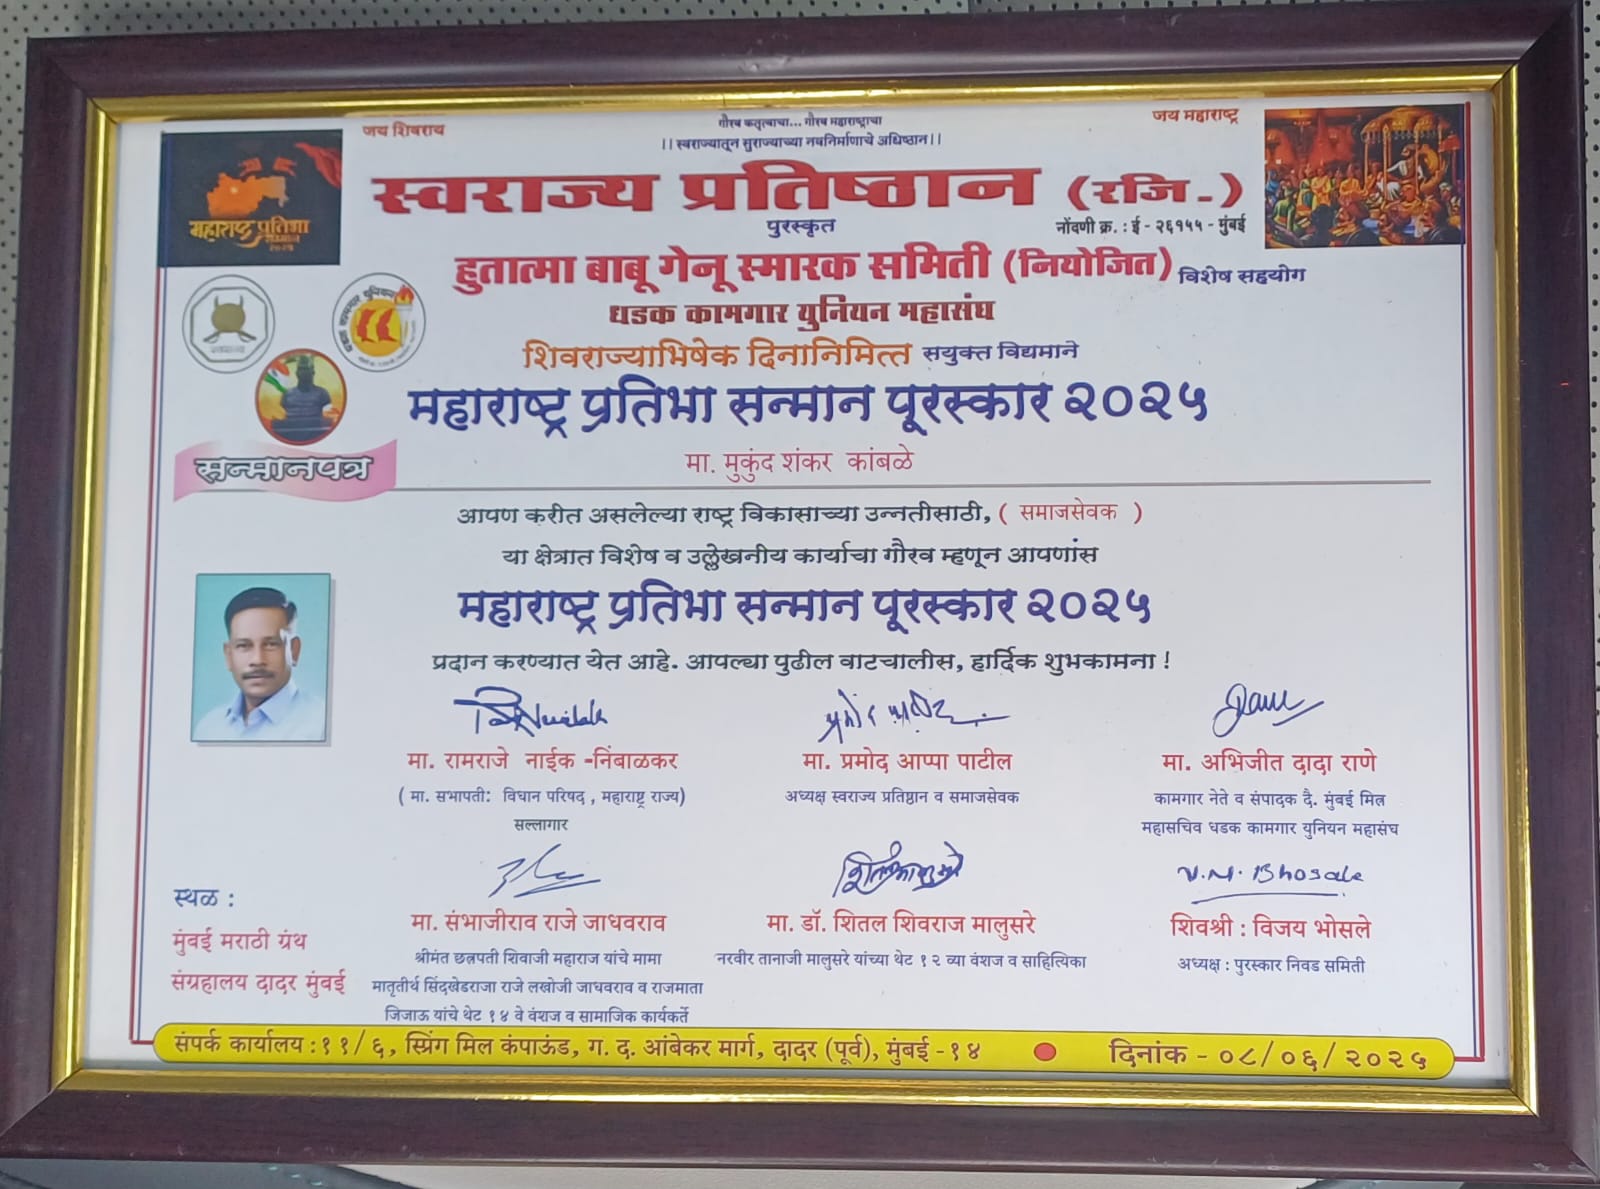 जय शिवराय
गौरव कतृत्वाचा... गौरव महाराष्ट्राचा
जय महाराष्ट्र
||स्वराज्यातून सुराज्याच्या नवनिर्माणाचे अधिष्ठान||
स्वराज्य प्रतिष्ठान (रजि.)
महाराष्ट्र प्रतिभा
सन्मान
२०२५
पुरस्कृत
नोंवणी क्र. : ई - २६१५५ - मुंबई
हुतात्मा बाबू गेनू स्मारक समिती (नियोजित) विशेष सहयोग
धडक कामगार युनियन महासंघ
शिवराज्याभिषेक दिनानिमित्त सयुक्त विद्यमाने
महाराष्ट्र प्रतिभा सन्मान पूरस्कार २०२५
सन्मानपत्र
मा. मुकुंद शंकर कांबळे
आपण करीत असलेल्या राष्ट्र विकासाच्या उन्नतीसाठी, ( समाजसेवक )
या क्षेत्रात विशेष व उल्लेखनीय कार्याचा गौरव म्हणून आपणांस
महाराष्ट्र प्रतिभा सन्मान पूरस्कार २०२५
प्रदान करण्यात येत आहे. आपल्या पुढील वाटचालीस, हार्दिक शुभकामना !
मा. रामराजे नाईक -निंबाळकर
( मा. सभापती: विधान परिषद , महाराष्ट्र राज्य)
सल्लागार
मा. प्रमोद आप्पा पाटील
अध्यक्ष स्वराज्य प्रतिष्ठान व समाजसेवक
मा. अभिजीत दादा राणे
कामगार नेते व संपादक दै. मुंबई मित्र
महासचिव धडक कामगार युनियन महासंघ
मा. संभाजीराव राजे जाधवराव
श्रीमंत छत्रपती शिवाजी महाराज यांचे मामा
मातृतीर्थ सिंदखेडराजा राजे लखोजी जाधवराव व राजमाता
जिजाऊ यांचे थेट १४ वे वंशज व सामाजिक कार्यकर्ते
मा. डॉ. शितल शिवराज मालुसरे
नरवीर तानाजी मालुसरे यांच्या थेट १२ व्या वंशज व साहित्यिका
V.M. Bhosale
शिवश्री : विजय भोसले
अध्यक्ष : पुरस्कार निवड समिती
स्थळ :
मुंबई मराठी ग्रंथ
संग्रहालय दादर मुंबई
संपर्क कार्यालय : ११/६, स्प्रिंग मिल कंपाऊंड, ग. द. आंबेकर मार्ग, दादर (पूर्व), मुंबई -१४
दिनांक - ०८/०६/२०२५